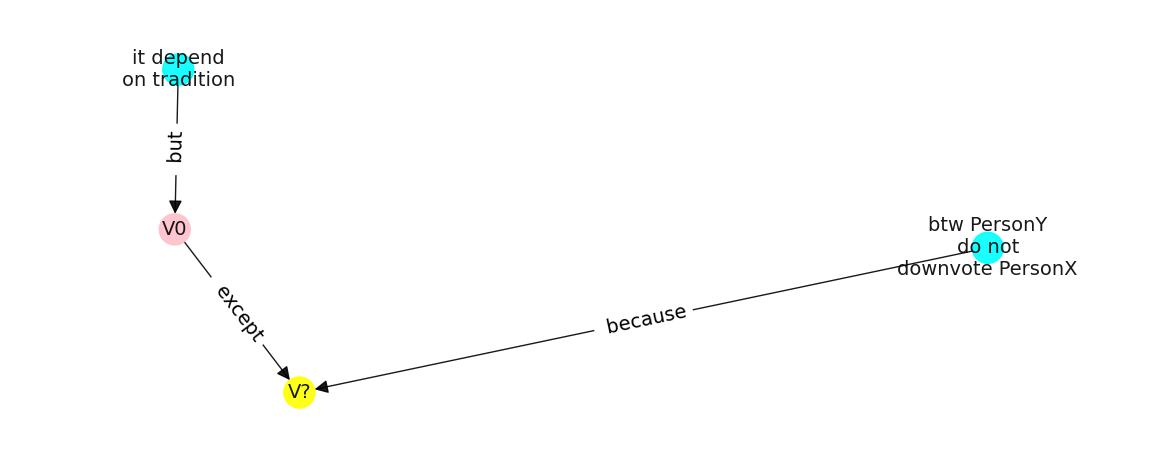 it depend
on tradition
but
V0
btw PersonY
do not
downvote PersonX
except
because
V?